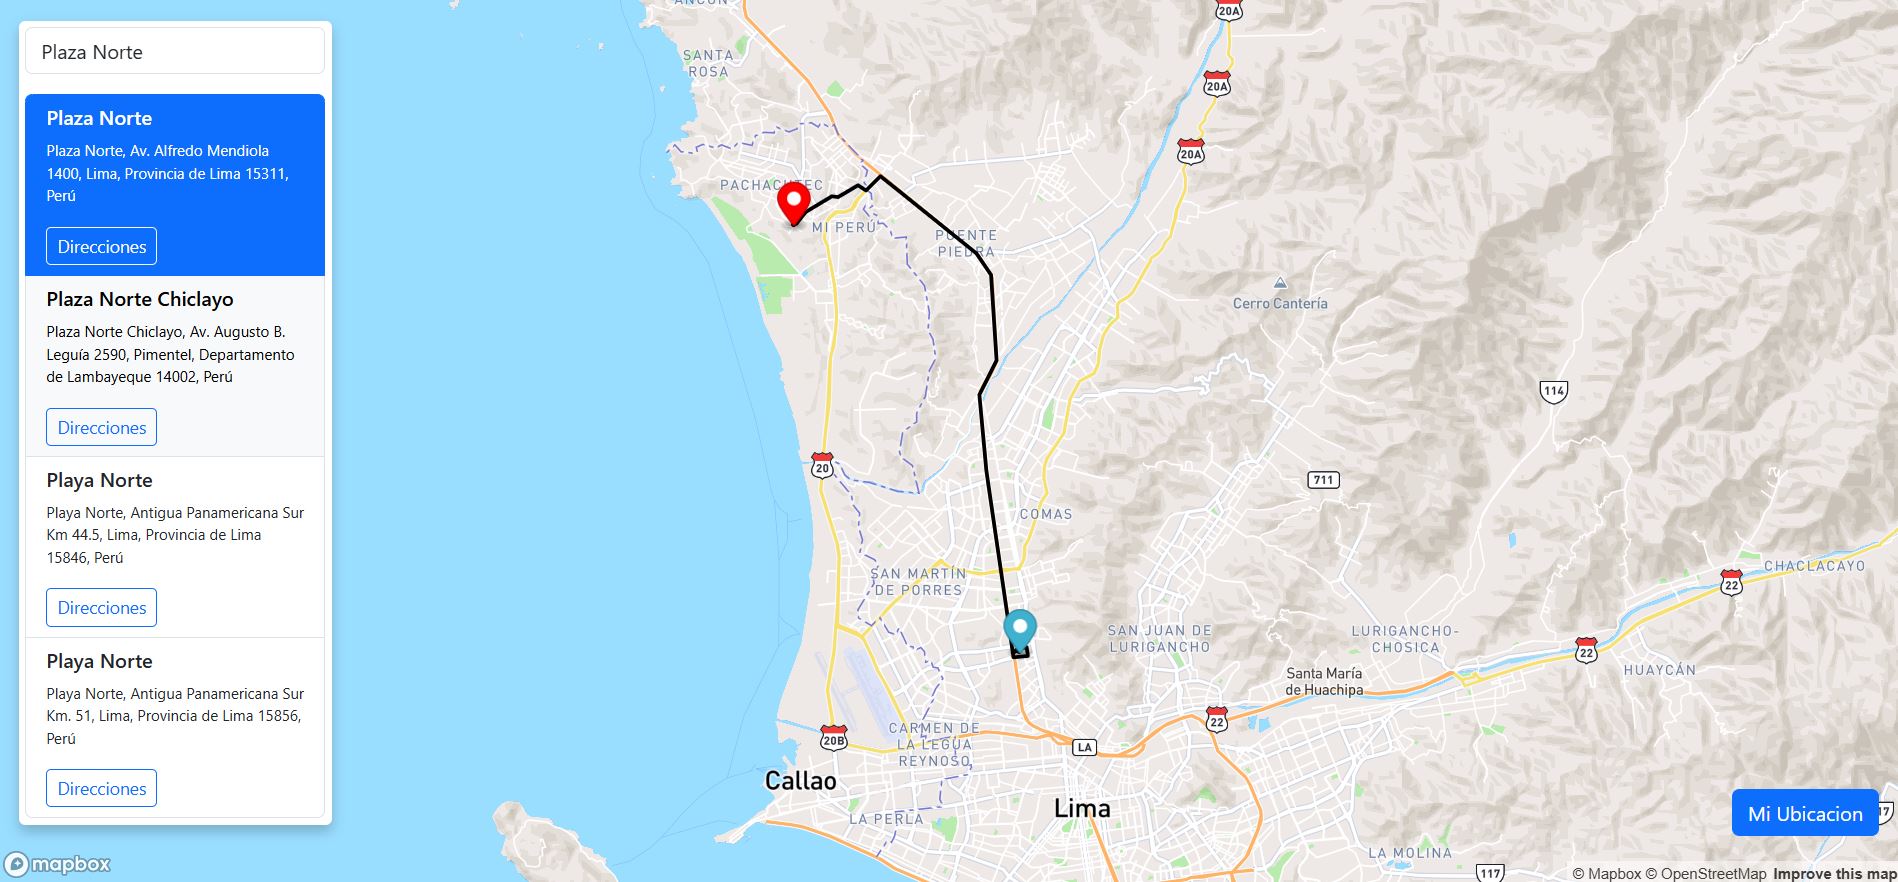 Plaza Norte
Plaza Norte
Plaza Norte, Av. Alfredo Mendiola
1400, Lima, Provincia de Lima 15311,
Perú
Direcciones
Plaza Norte Chiclayo
Plaza Norte Chiclayo, Av. Augusto B.
Leguía 2590, Pimentel, Departamento
de Lambayeque 14002, Perú
Direcciones
Playa Norte
Playa Norte, Antigua Panamericana Sur
Km 44.5, Lima, Provincia de Lima
15846, Perú
Direcciones
Playa Norte
Playa Norte, Antigua Panamericana Sur
Km. 51, Lima, Provincia de Lima 15856,
Perú
Direcciones
mapbox
ANCÓN
20A
SANTA
ROSA
20A
20A
PACHACUTEC
MI PERÚ
PUENTE
PIEDRA
Cerro Cantería
114
20
711
COMAS
SAN MARTÍN
DE PORRES
CHACLACAYO
22
SAN JUAN DE
LURIGANCHO
LURIGANCHO-
CHOSICA
22
HUAYCÁN
Santa María
de Huachipa
22
20B
CARMEN DE
LA LEGUA
REYNOSO
LA
Callao
Lima
LA PERLA
Mi Ubicacion
17
LA MOLINA
117
© Mapbox © OpenStreetMap Improve this map